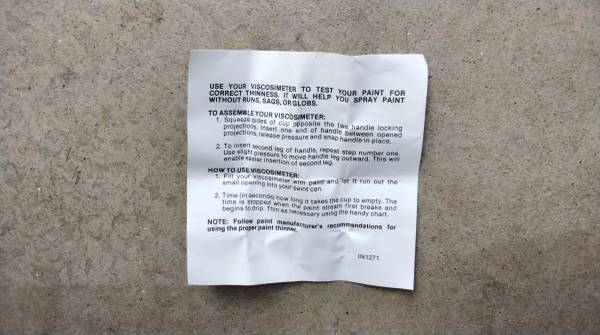 USE YOUR VISCOSIMETER TO TEST YOUR PAINT FOR
CORRECT THINNESS. IT WILL HELP YOU SPRAY PAINT
WITHOUT RUNS, SAGS, OR GLOBS.
TO ASSEMBLE YOUR VISCOSIMETER:
1. Squeeze sides of cup opposite the two handle locking
projections. Insert one end of handle between opened
projections, release pressure and snap handle in place.
2. To insert second leg of handle, repeat step number one.
Use slight pressure to move handle leg outward. This will
enable easier insertion of second leg.
HOW TO USE VISCOSIMETER:
1. Fill your viscosimeter with paint and let it run out the
small opening into your paint can.
2. Time (in seconds) how long it takes the cup to empty. The
time is stopped when the paint stream first breaks and
begins to drip. Thin as necessary using the handy chart.
NOTE: Follow paint manufacturer's recommendations for
using the proper paint thinner.
IN1271